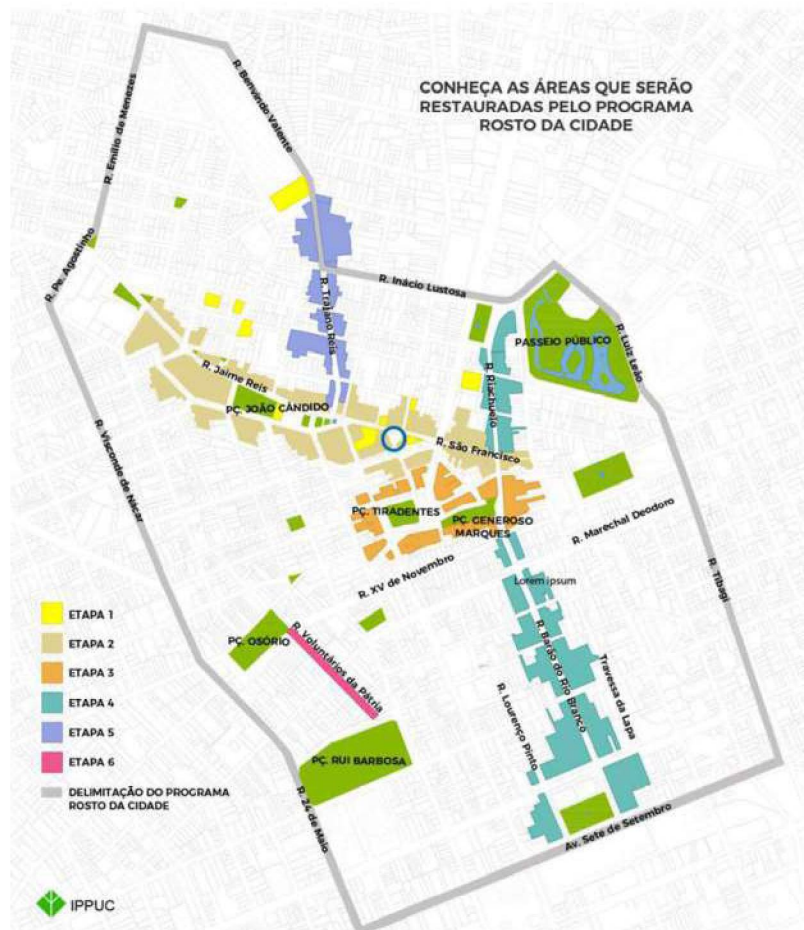 CONHEÇA AS ÁREAS QUE SERÃO
RESTAURADAS PELO PROGRAMA
ROSTO DA CIDADE
R. Benvindo Valente
R. Emílio de Menezes
R. Pe. Agostinho
R. Inácio Lustosa
R. Trajano Reis
PASSEIO PÚBLICO
R. Luiz Leão
R. Riachuelo
R. Jaime Reis
PÇ. JOÃO CÂNDIDO
R. São Francisco
R. Visconde de Nácar
PÇ. TIRADENTES
PÇ. GENEROSO
MARQUES
R. Marechal Deodoro
R. XV de Novembro
R. Tibagi
Lorem ipsum
PÇ. OSÓRIO
R. Voluntários da Pátria
R. Barão do Rio Branco
Travessa da Lapa
R. Lourenço Pinto
PÇ. RUI BARBOSA
R. 24 de Maio
Av. Sete de Setembro
ETAPA 1
ETAPA 2
ETAPA 3
ETAPA 4
ETAPA 5
ETAPA 6
DELIMITAÇÃO DO PROGRAMA
ROSTO DA CIDADE
IPPUC